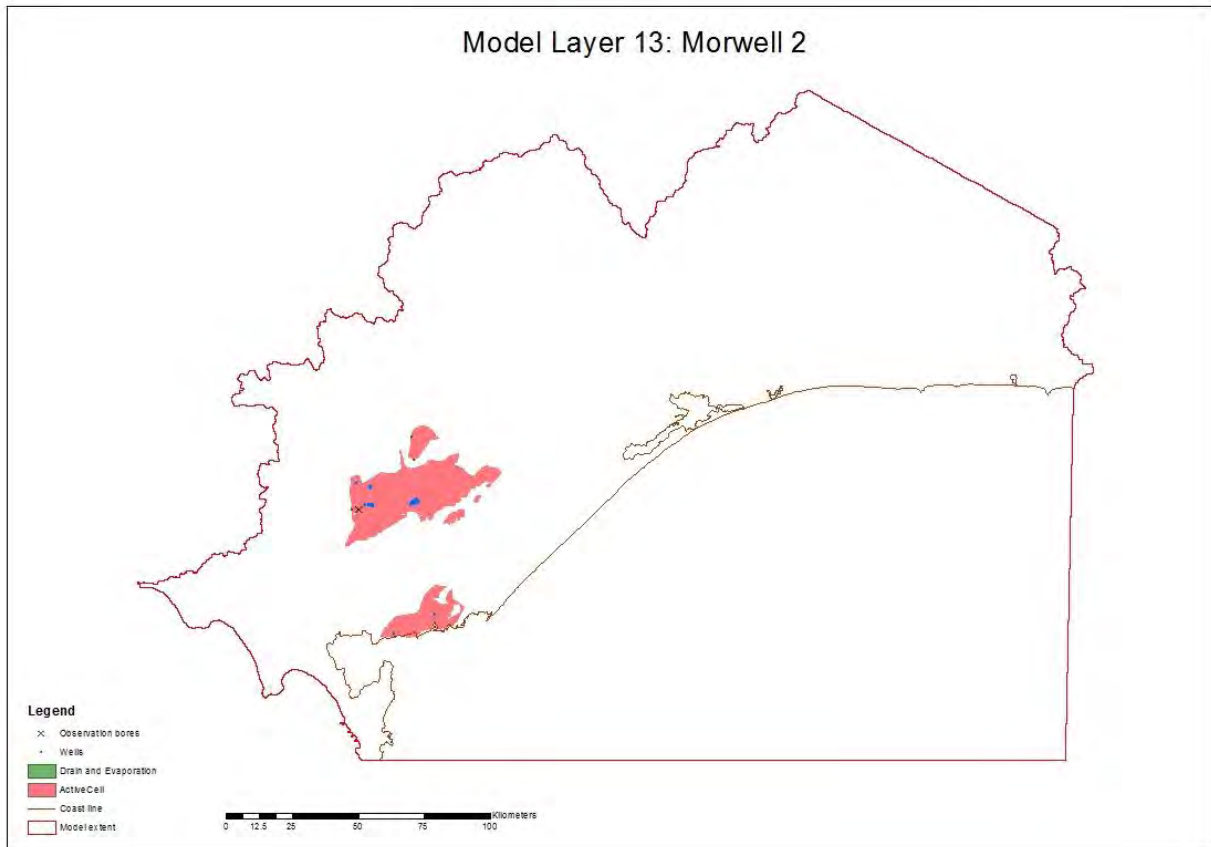 Model Layer 13: Morwell 2
Legend
Observation bores
Wells
Drain and Evaporation
ActiveCell
Coast line
Model extent
Kilometers
0 12.5 25 50 75 100